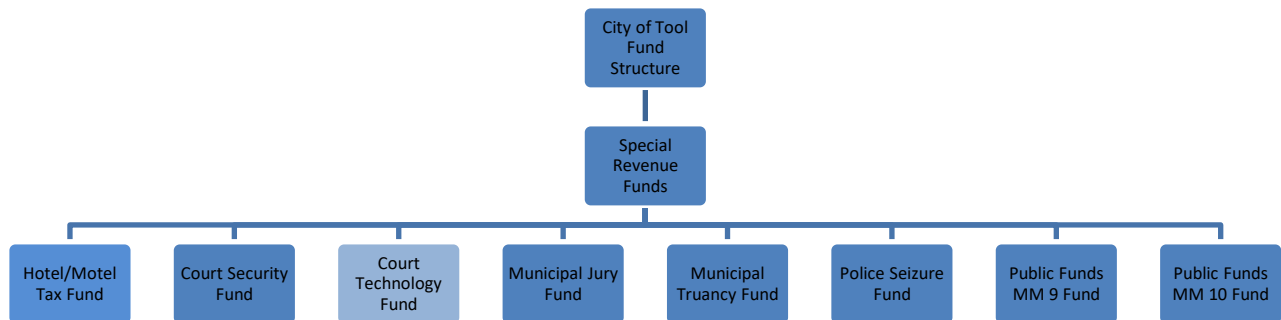 City of Tool
Fund
Structure
Special
Revenue
Funds
Hotel/Motel
Tax Fund
Court Security
Fund
Court
Technology
Fund
Municipal Jury
Fund
Municipal
Truancy Fund
Police Seizure
Fund
Public Funds
MM 9 Fund
Public Funds
MM 10 Fund